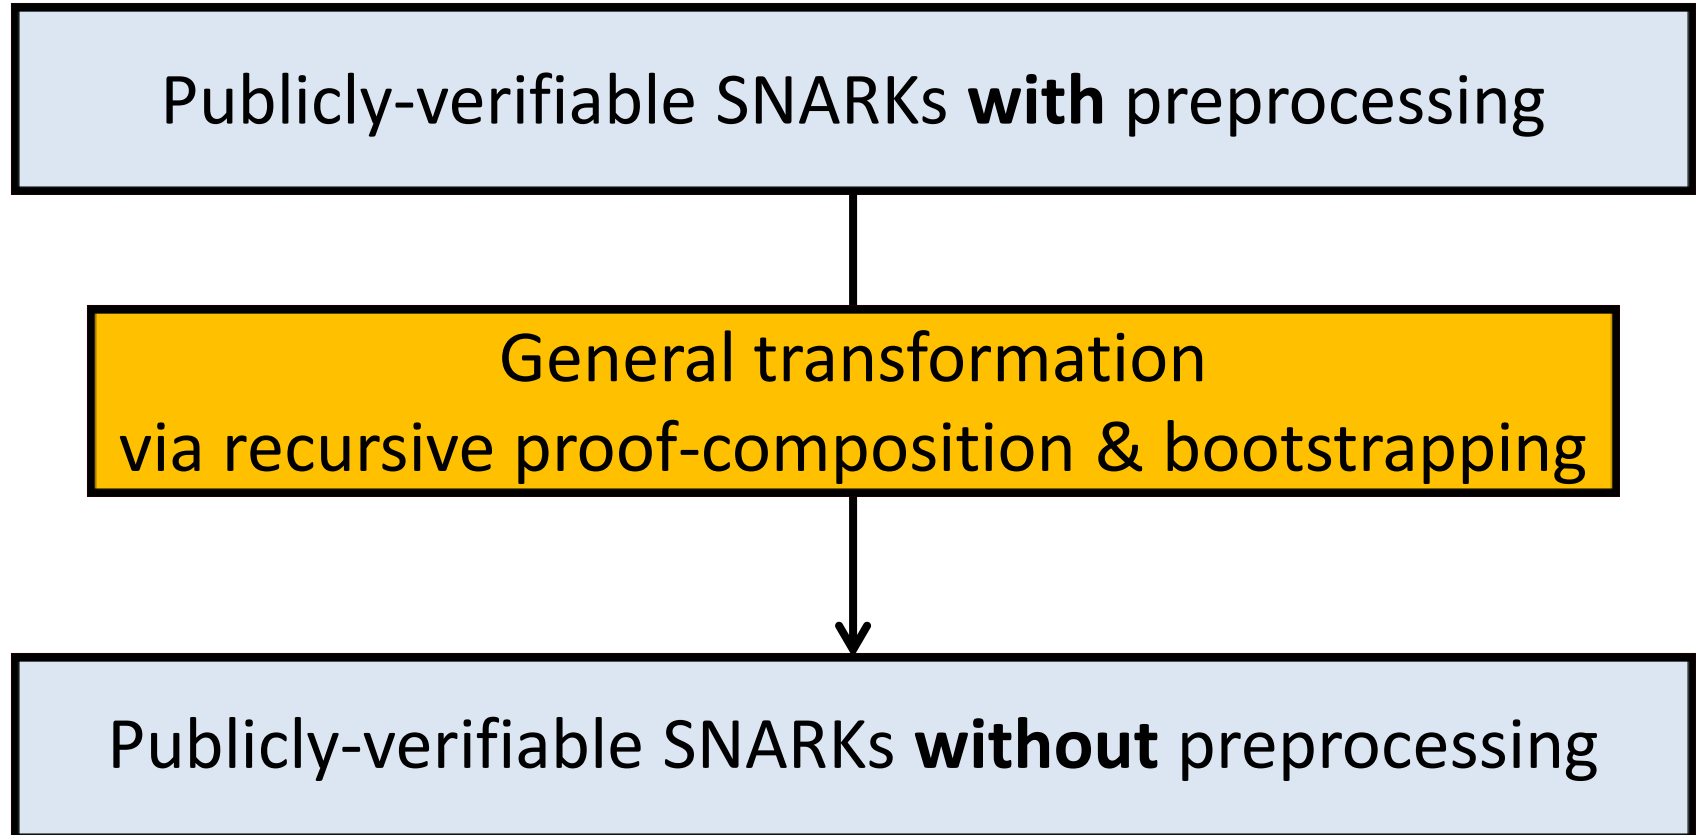 Publicly-verifiable SNARKs with preprocessing
General transformation
via recursive proof-composition & bootstrapping
Publicly-verifiable SNARKs without preprocessing